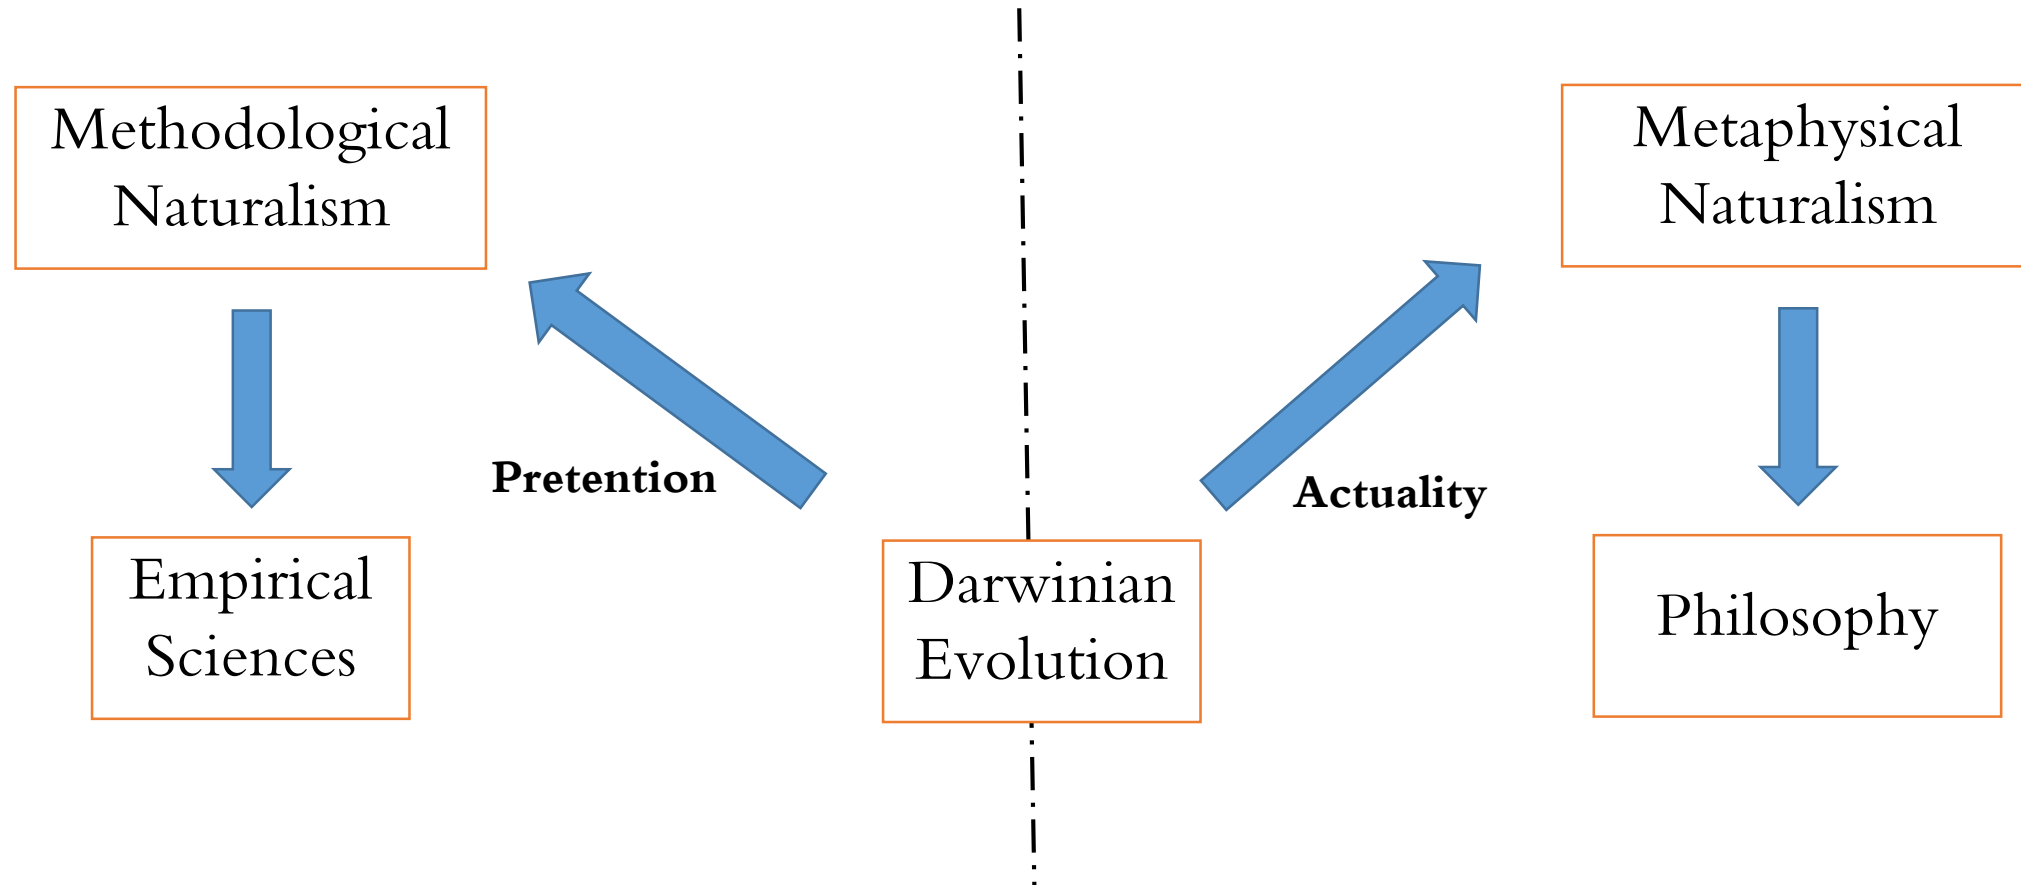 Methodological
Naturalism
Metaphysical
Naturalism
Pretention
Actuality
Empirical
Sciences
Darwinian
Evolution
Philosophy